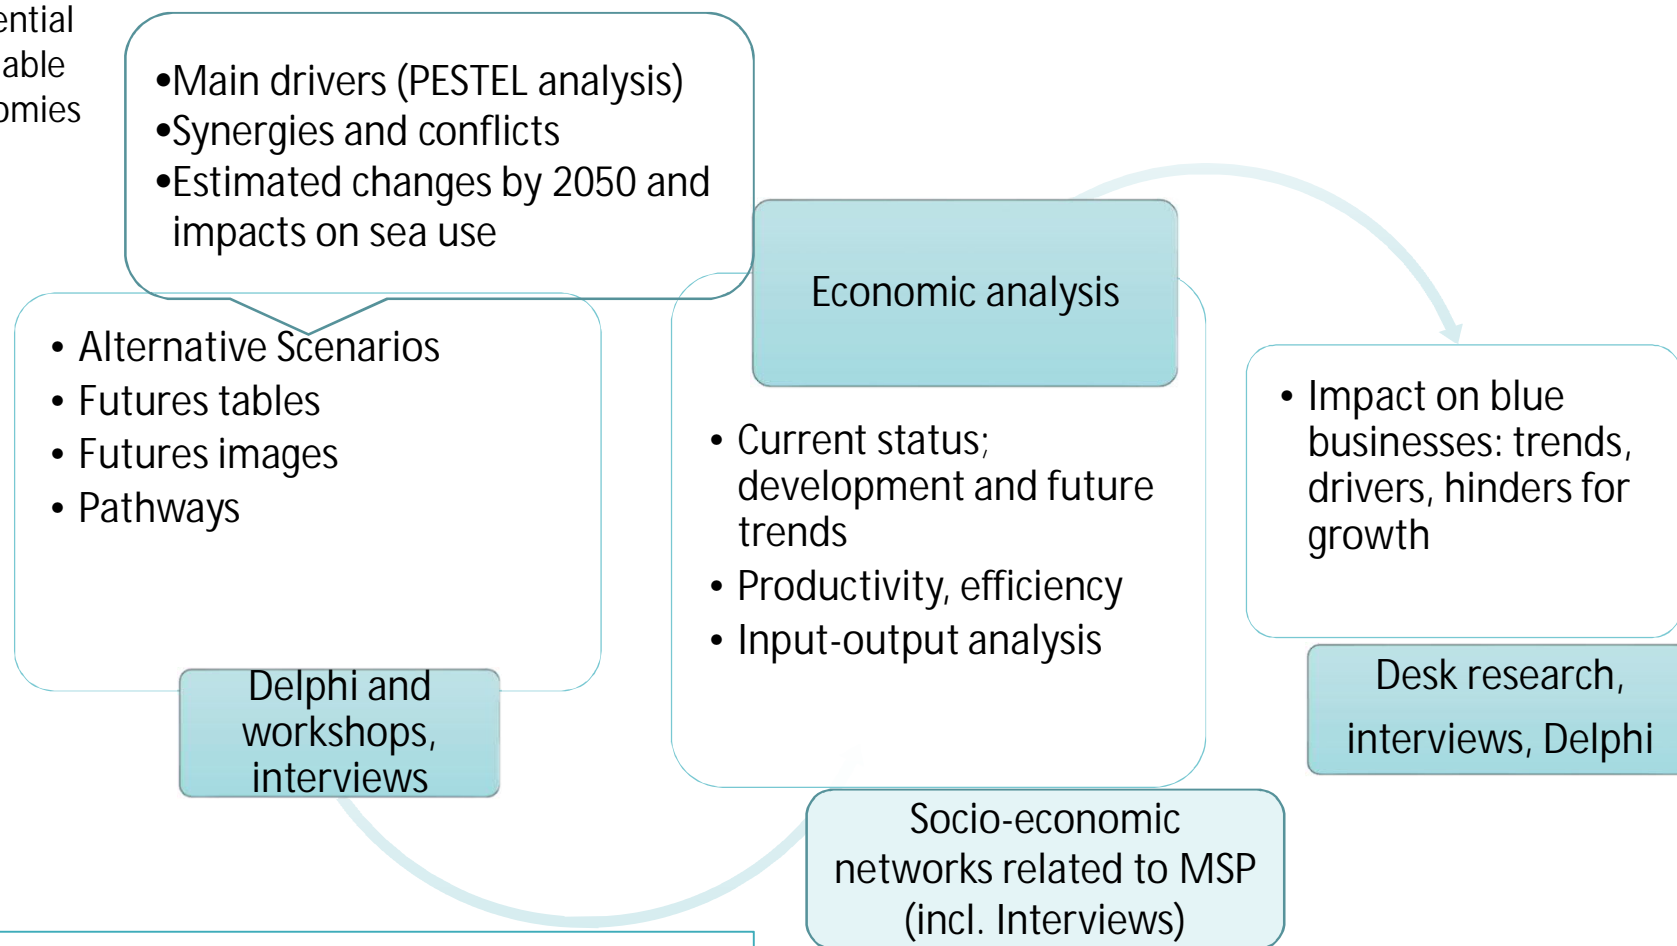 •Main drivers (PESTEL analysis)
•Synergies and conflicts
•Estimated changes by 2050 and
impacts on sea use
• Alternative Scenarios
• Futures tables
• Futures images
• Pathways
Delphi and
workshops,
interviews
Economic analysis
• Current status;
development and future
trends
• Productivity, efficiency
• Input-output analysis
Socio-economic
networks related to MSP
(incl. Interviews)
• Impact on blue
businesses: trends,
drivers, hinders for
growth
Desk research,
interviews, Delphi